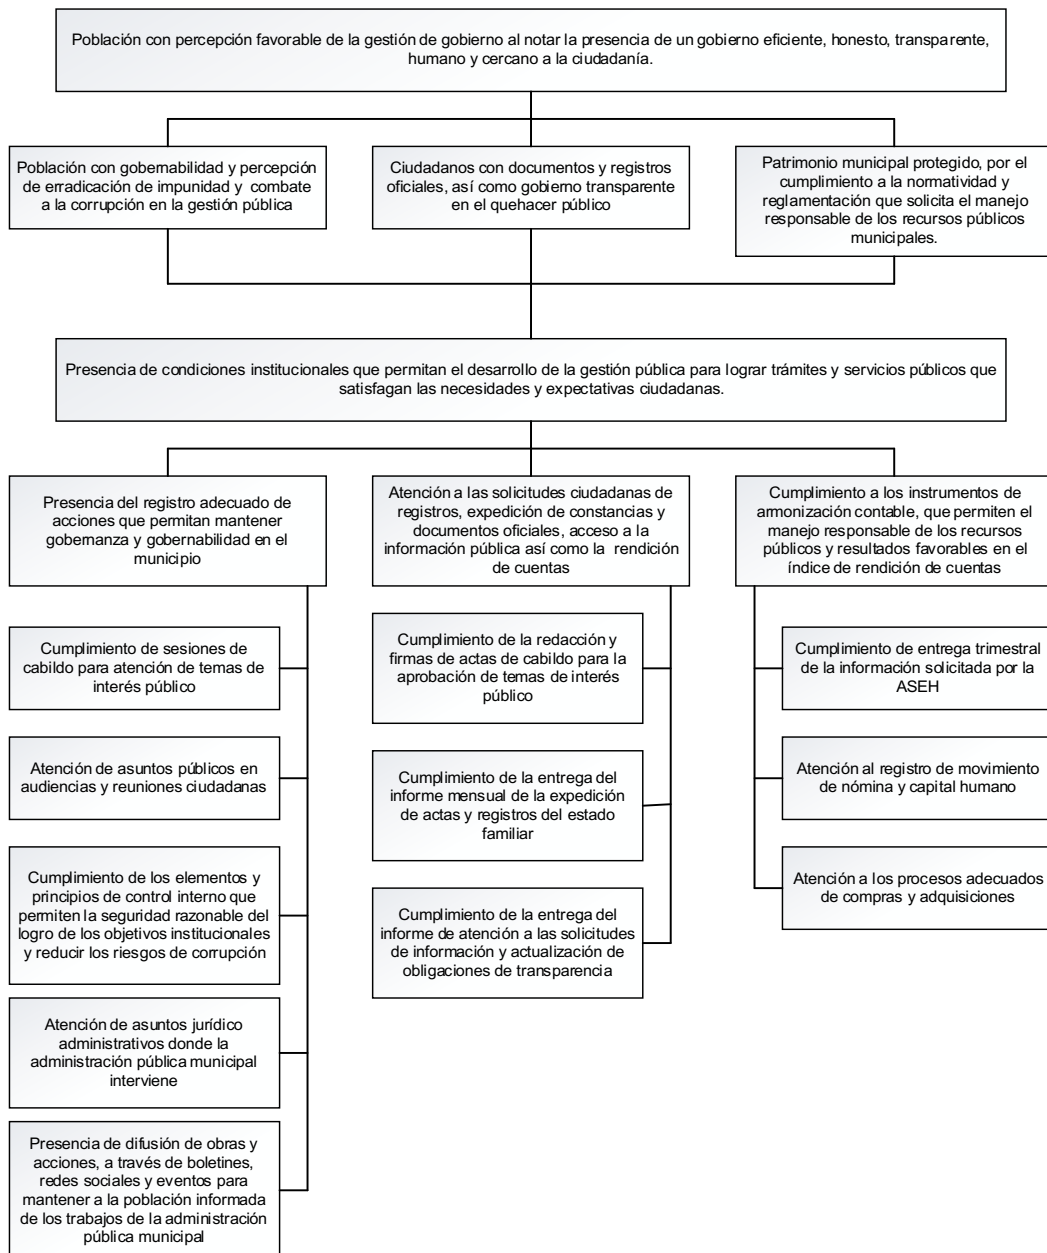 Población con percepción favorable de la gestión de gobierno al notar la presencia de un gobierno eficiente, honesto, transparente,
humano y cercano a la ciudadanía.
Población con gobernabilidad y percepción
de erradicación de impunidad y combate
a la corrupción en la gestión pública
Ciudadanos con documentos y registros
oficiales, así como gobierno transparente
en el quehacer público
Patrimonio municipal protegido, por el
cumplimiento a la normatividad y
reglamentación que solicita el manejo
responsable de los recursos públicos
municipales.
Presencia de condiciones institucionales que permitan el desarrollo de la gestión pública para lograr trámites y servicios públicos que
satisfagan las necesidades y expectativas ciudadanas.
Presencia del registro adecuado de
acciones que permitan mantener
gobernanza y gobernabilidad en el
municipio
Atención a las solicitudes ciudadanas de
registros, expedición de constancias y
documentos oficiales, acceso a la
información pública así como la rendición
de cuentas
Cumplimiento a los instrumentos de
armonización contable, que permiten el
manejo responsable de los recursos
públicos y resultados favorables en el
índice de rendición de cuentas
Cumplimiento de sesiones de
cabildo para atención de temas de
interés público
Atención de asuntos públicos en
audiencias y reuniones ciudadanas
Cumplimiento de los elementos y
principios de control interno que
permiten la seguridad razonable del
logro de los objetivos institucionales
y reducir los riesgos de corrupción
Atención de asuntos jurídico
administrativos donde la
administración pública municipal
interviene
Presencia de difusión de obras y
acciones, a través de boletines,
redes sociales y eventos para
mantener a la población informada
de los trabajos de la administración
pública municipal
Cumplimiento de la redacción y
firmas de actas de cabildo para la
aprobación de temas de interés
público
Cumplimiento de la entrega del
informe mensual de la expedición
de actas y registros del estado
familiar
Cumplimiento de la entrega del
informe de atención a las solicitudes
de información y actualización de
obligaciones de transparencia
Cumplimiento de entrega trimestral
de la información solicitada por la
ASEH
Atención al registro de movimiento
de nómina y capital humano
Atención a los procesos adecuados
de compras y adquisiciones